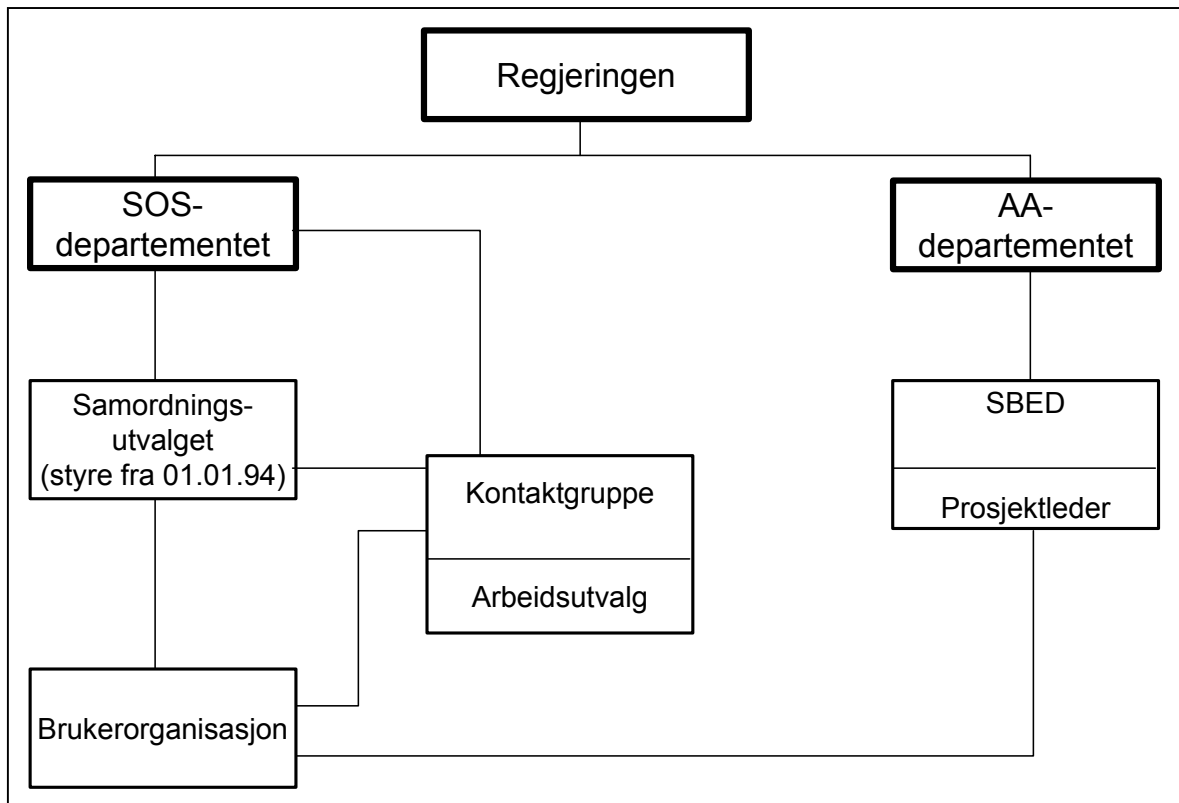 Regjeringen
SOS-
departementet
AA-
departementet
Samordnings-
utvalget
(styre fra 01.01.94)
SBED
Prosjektleder
Kontaktgruppe
Arbeidsutvalg
Brukerorganisasjon